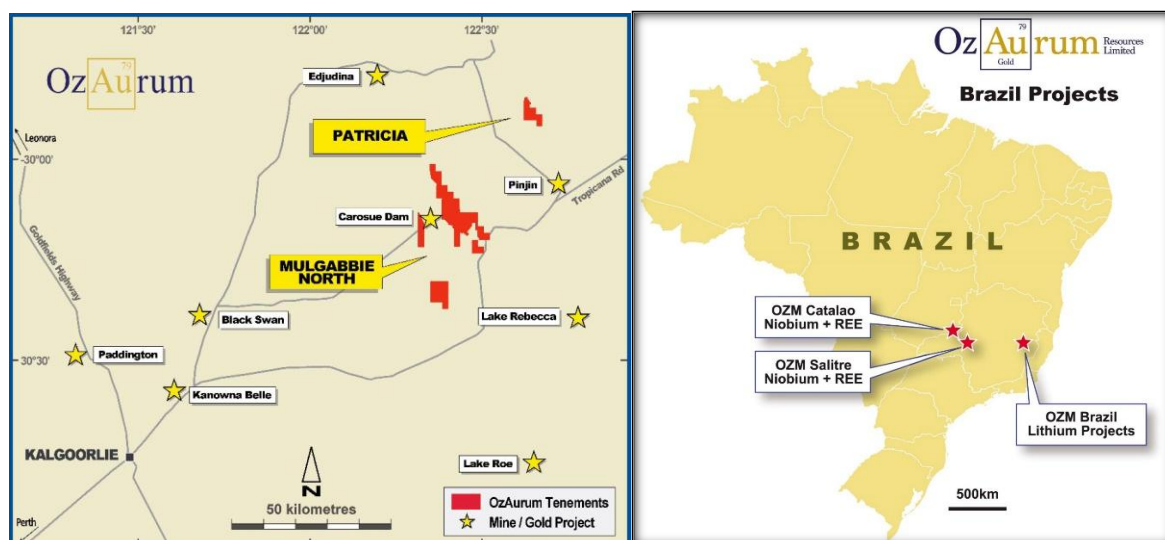 121°30'
122°00'
122°30'
79
OzAurum
Edjudina
PATRICIA
Leonora
-30°00'
Pinjin
Tropicana Rd
Carosue Dam
Goldfields Highway
MULGABBIE
NORTH
Black Swan
Lake Rebecca
Paddington
-30°30'
Kanowna Belle
KALGOORLIE
Lake Roe
N
50 kilometres
OzAurum Tenements
Mine / Gold Project
Perth
79
OzAurum Resources
Limited
Gold
Brazil Projects
BRAZIL
OZM Catalao
Niobium + REE
OZM Salitre
Niobium + REE
OZM Brazil
Lithium Projects
500km